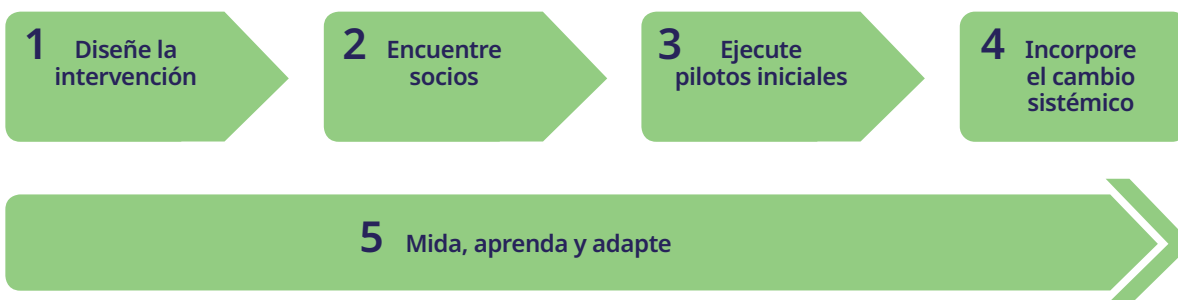 1 Diseñe la
intervención
2 Encuentre
socios
3 Ejecute
pilotos iniciales
4 Incorpore
el cambio
sistémico
5 Mida, aprenda y adapte